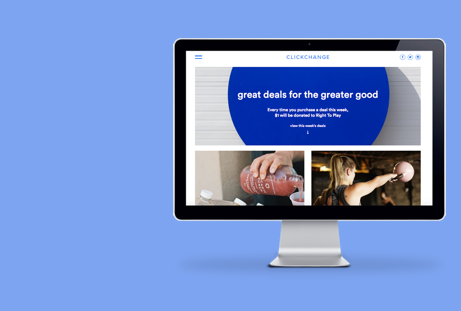 CLICKCHANGE
great deals for the greater good
Every time you purchase a deal this week,
$1 will be donated to Right To Play
view this week's deals